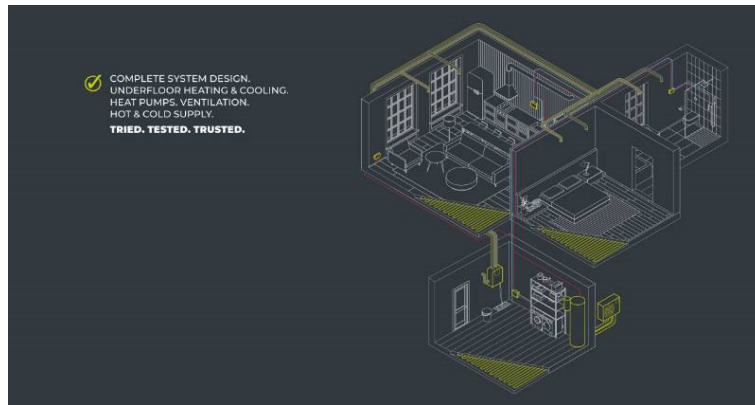 COMPLETE SYSTEM DESIGN.
UNDERFLOOR HEATING & COOLING.
HEAT PUMPS. VENTILATION.
HOT & COLD SUPPLY.
TRIED. TESTED. TRUSTED.